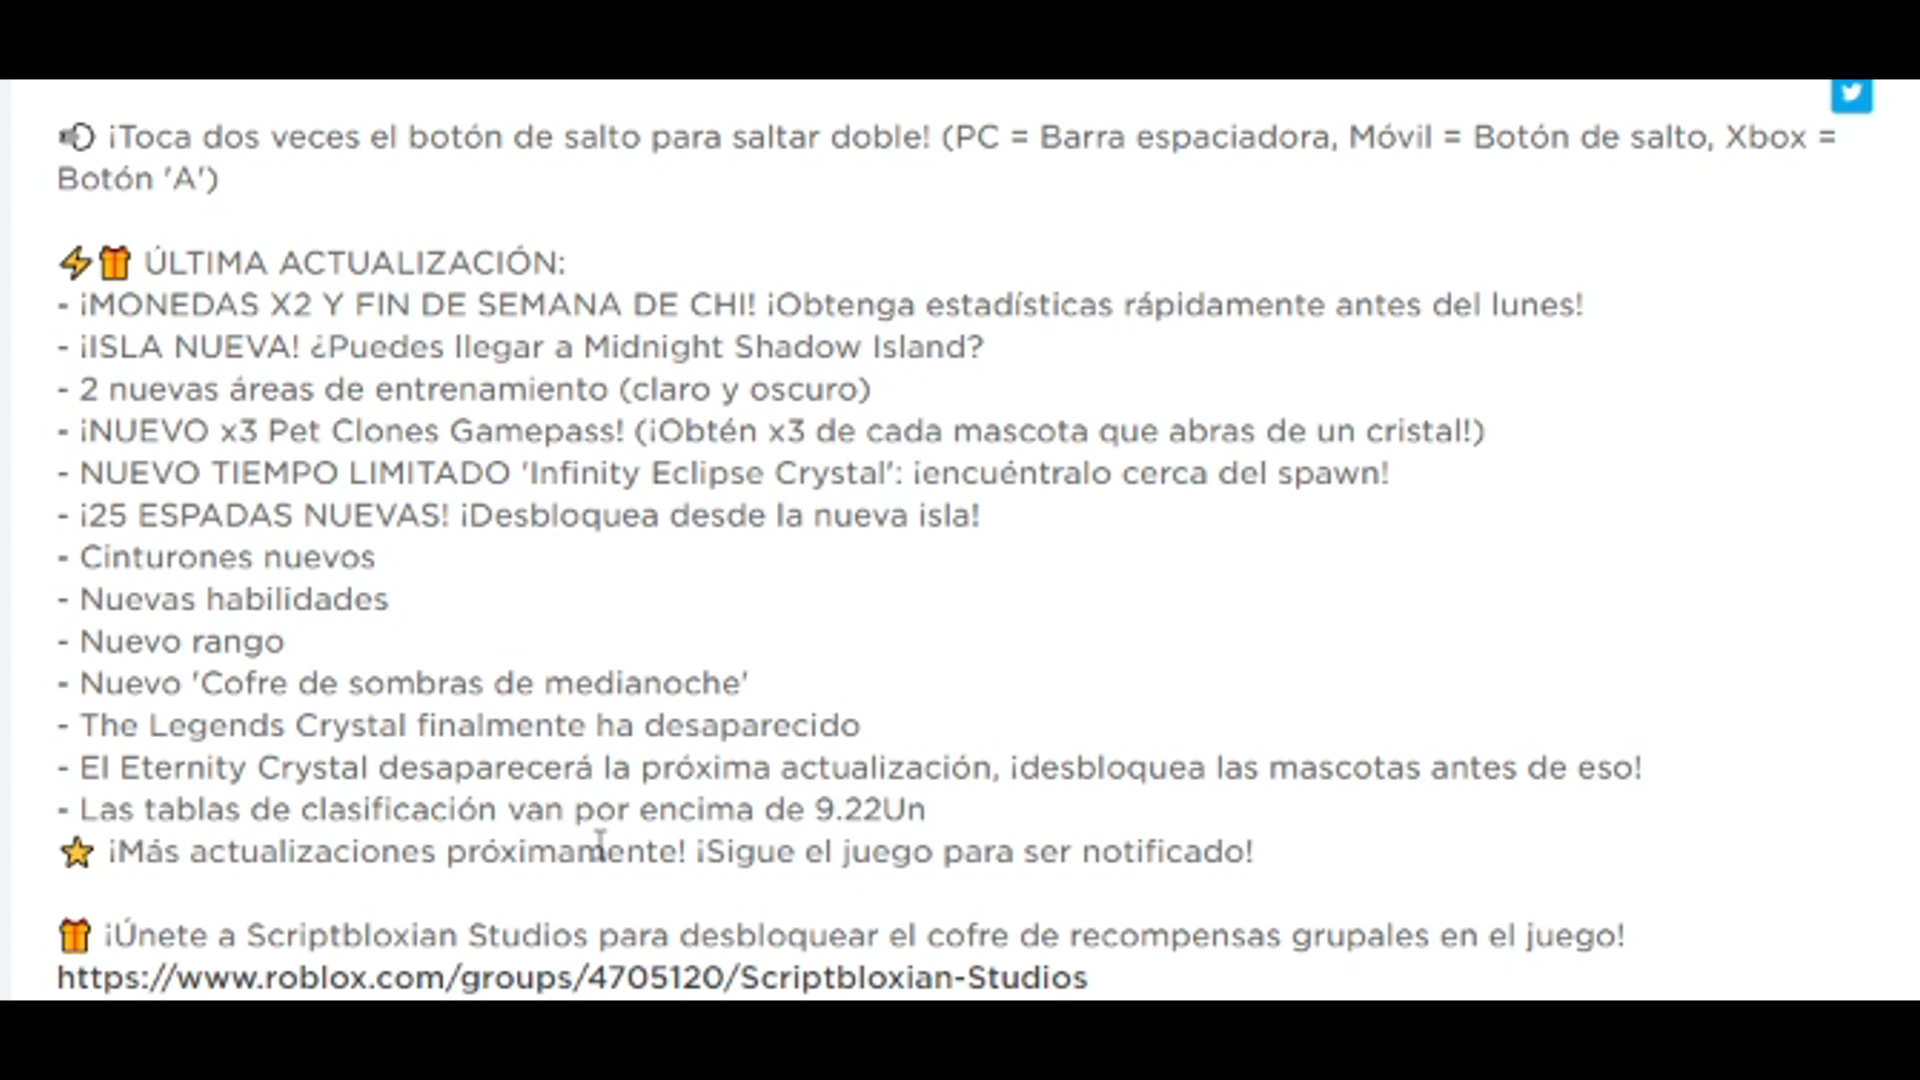 ¡Toca dos veces el botón de salto para saltar doble! (PC = Barra espaciadora, Móvil = Botón de salto, Xbox =
Botón 'A')
ÚLTIMA ACTUALIZACIÓN:
- ¡MONEDAS X2 Y FIN DE SEMANA DE CHI! ¡Obtenga estadísticas rápidamente antes del lunes!
- ¡ISLA NUEVA! ¿Puedes llegar a Midnight Shadow Island?
- 2 nuevas áreas de entrenamiento (claro y oscuro)
- ¡NUEVO x3 Pet Clones Gamepass! (¡Obtén x3 de cada mascota que abras de un cristal!)
- NUEVO TIEMPO LIMITADO 'Infinity Eclipse Crystal': ¡encuéntralo cerca del spawn!
- ¡25 ESPADAS NUEVAS! ¡Desbloquea desde la nueva isla!
- Cinturones nuevos
- Nuevas habilidades
- Nuevo rango
- Nuevo 'Cofre de sombras de medianoche'
- The Legends Crystal finalmente ha desaparecido
- El Eternity Crystal desaparecerá la próxima actualización, ¡desbloquea las mascotas antes de eso!
- Las tablas de clasificación van por encima de 9.22Un
¡Más actualizaciones próximamente! ¡Sigue el juego para ser notificado!
¡Únete a Scriptbloxian Studios para desbloquear el cofre de recompensas grupales en el juego!
https://www.roblox.com/groups/4705120/Scriptbloxian-Studios